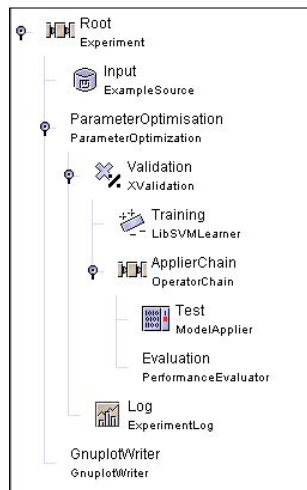 Root
Experiment
Input
ExampleSource
ParameterOptimisation
ParameterOptimization
Validation
XValidation
Training
LibSVMLearner
ApplierChain
OperatorChain
Test
ModelApplier
Evaluation
PerformanceEvaluator
Log
ExperimentLog
GnuplotWriter
GnuplotWriter